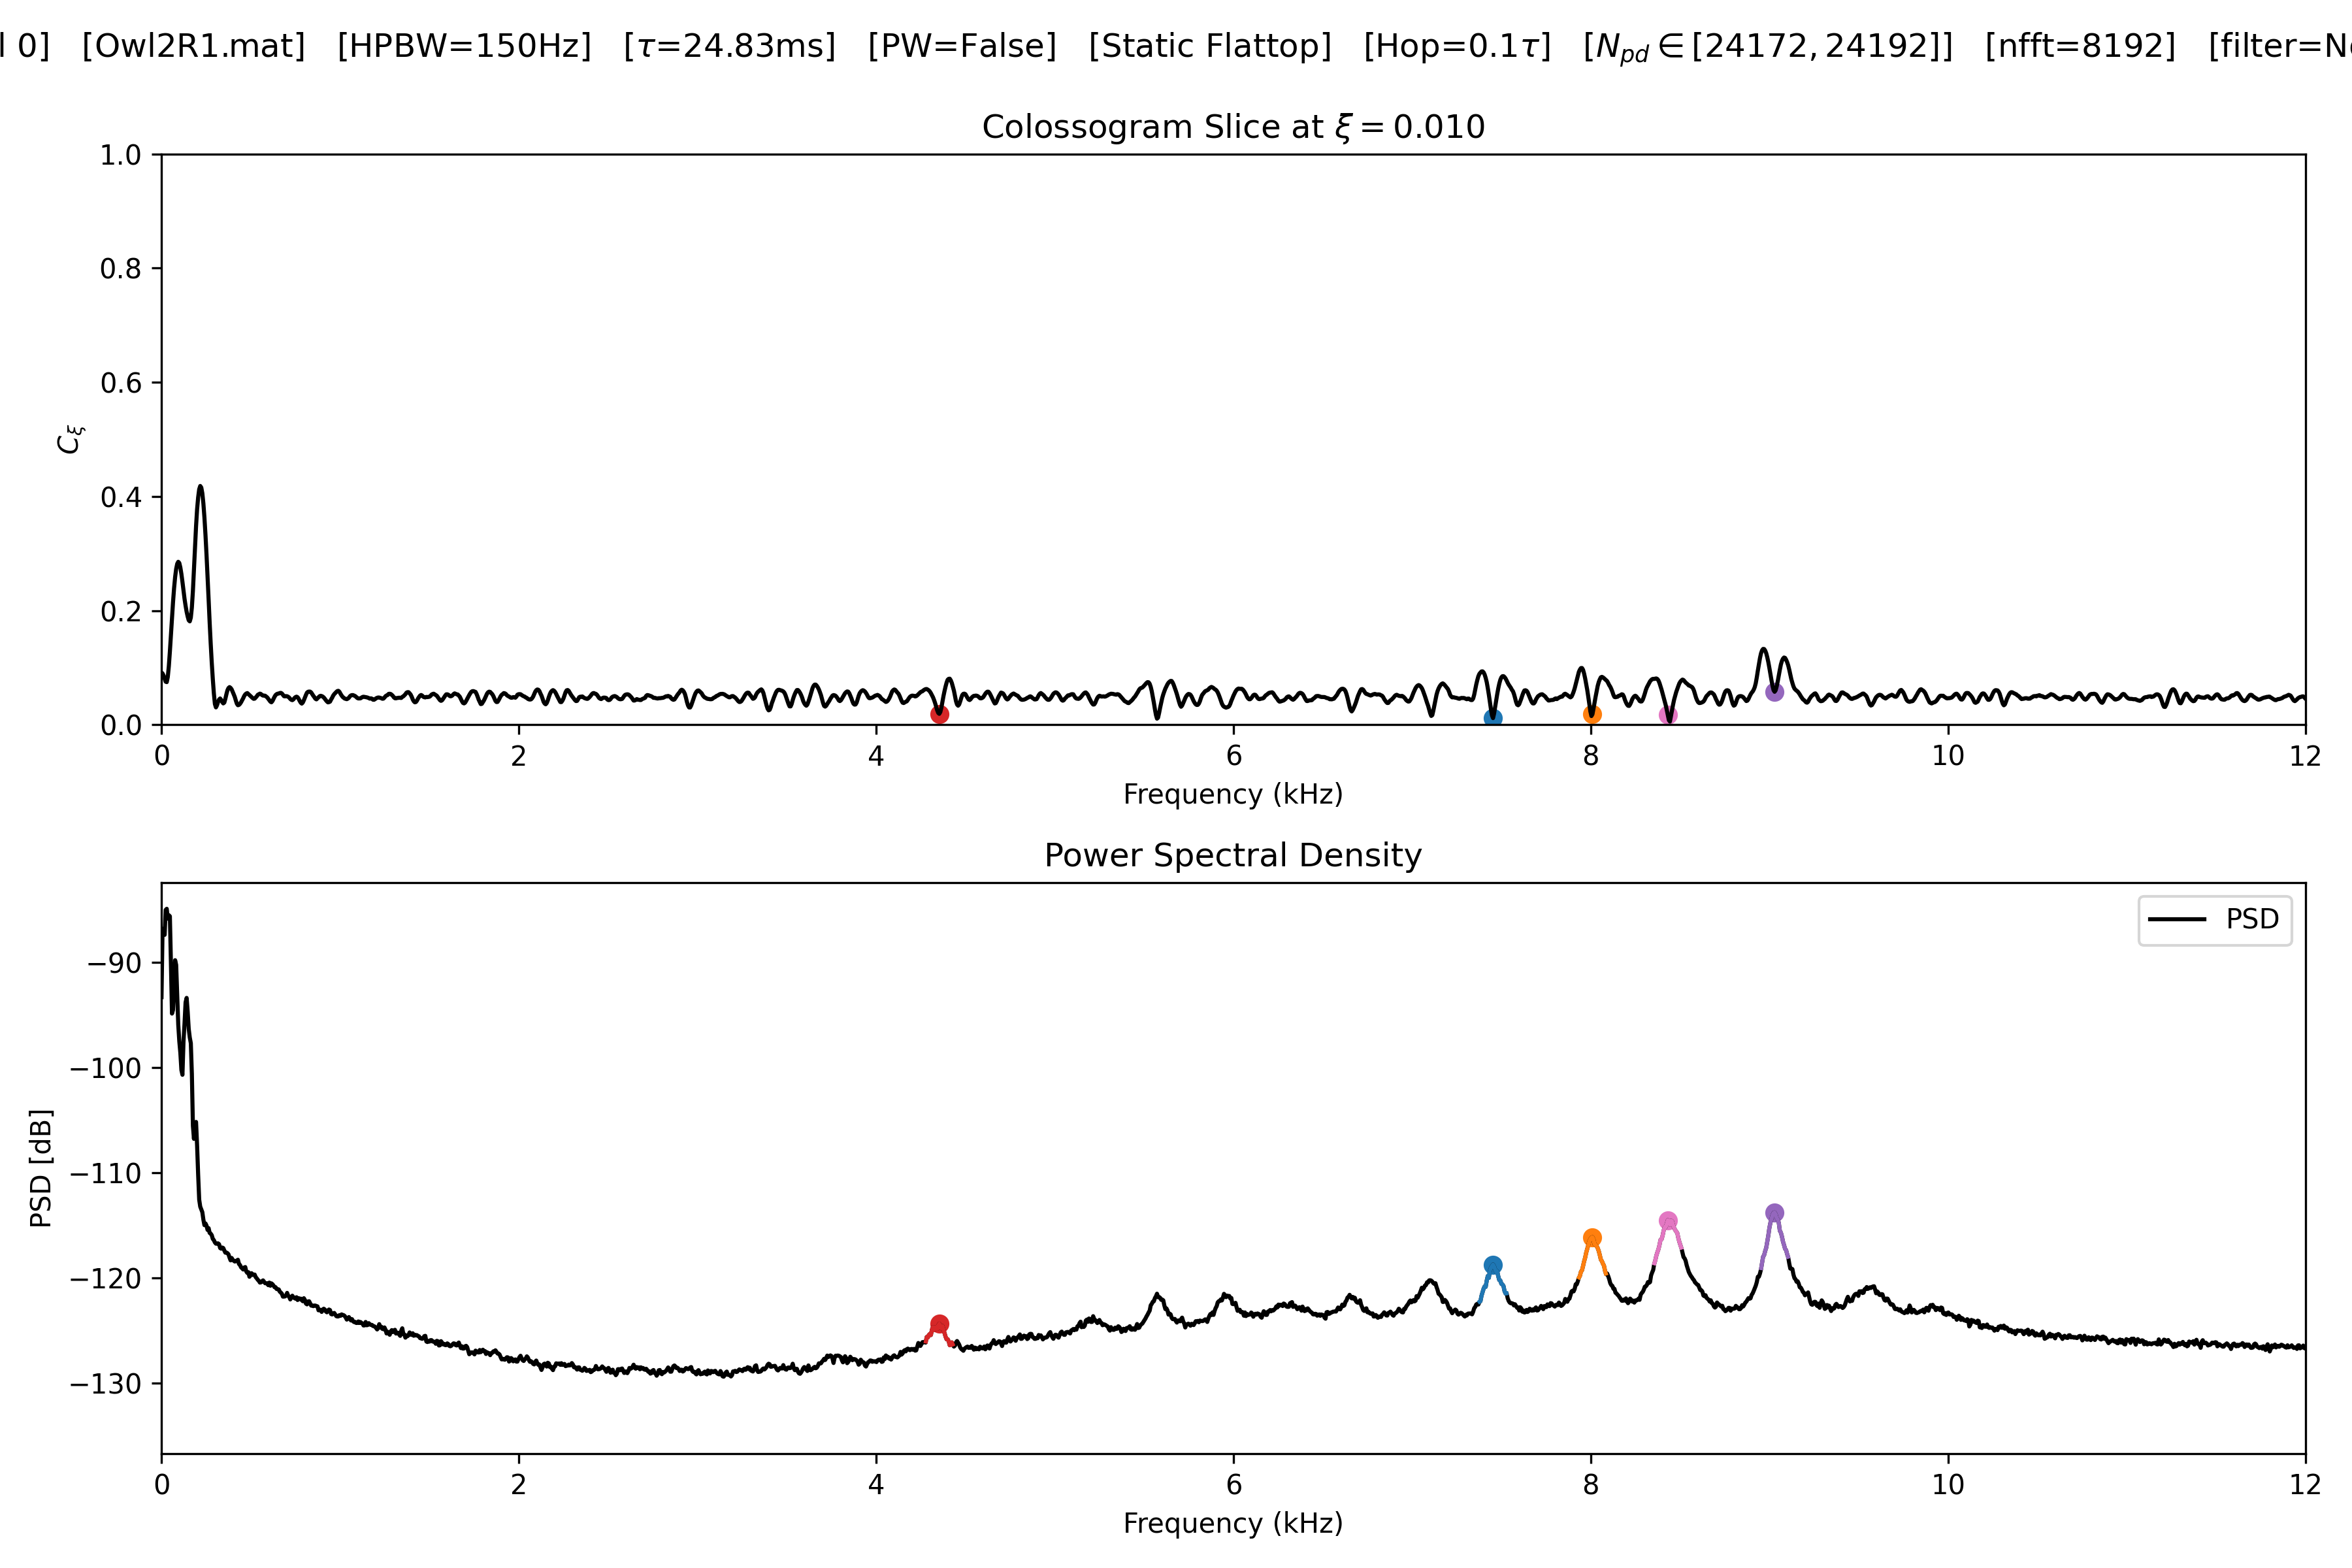 l 0] [Owl2R1.mat] [HPBW=150Hz] [τ=24.83ms] [PW=False] [Static Flattop] [Hop=0.1τ] [N_pd ∈ [24172, 24192]] [nfft=8192] [filter=N
Colossogram Slice at ξ = 0.010
1.0
0.8
0.6
0.4
0.2
0.0
C_ξ
0 2 4 6 8 10 12
Frequency (kHz)
Power Spectral Density
PSD
−90
−100
−110
−120
−130
PSD [dB]
0 2 4 6 8 10 12
Frequency (kHz)